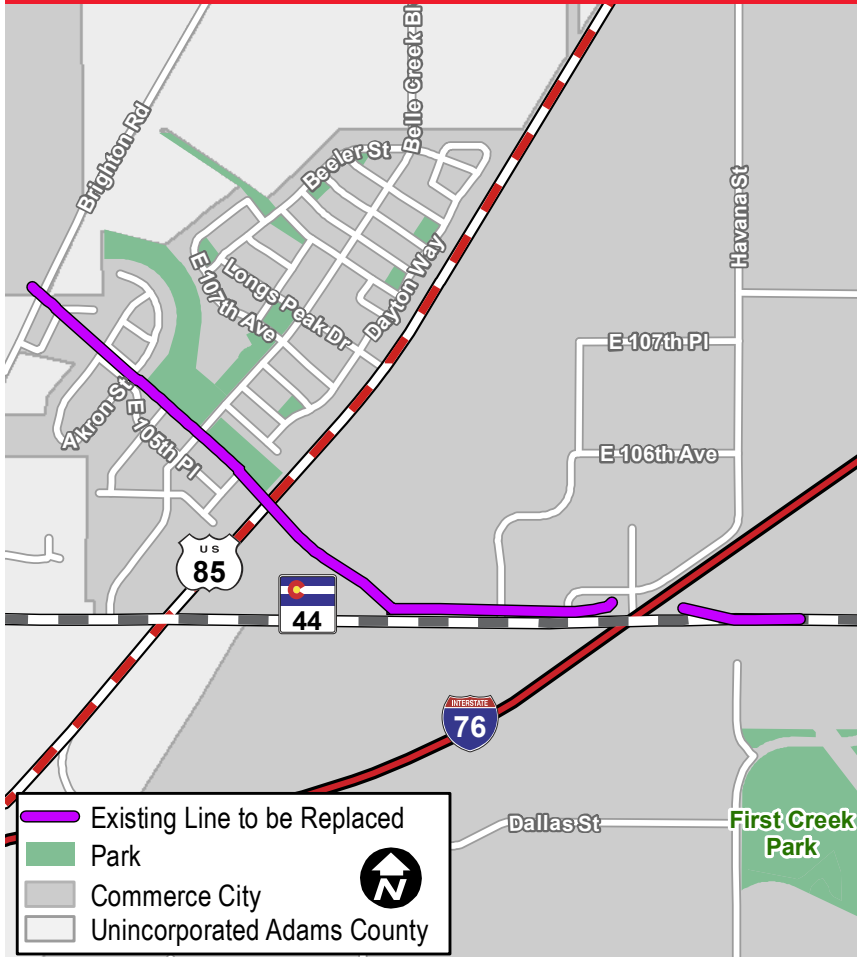 Belle Creek Bl
Brighton Rd
Beeler St
Havana St
E 107th Ave
Longs Peak Dr
Dayton Way
E 107th Pl
Akron St
E 105th Pl
E 106th Ave
US
85
44
INTERSTATE
76
Dallas St
First Creek
Park
Existing Line to be Replaced
Park
Commerce City
Unincorporated Adams County
N